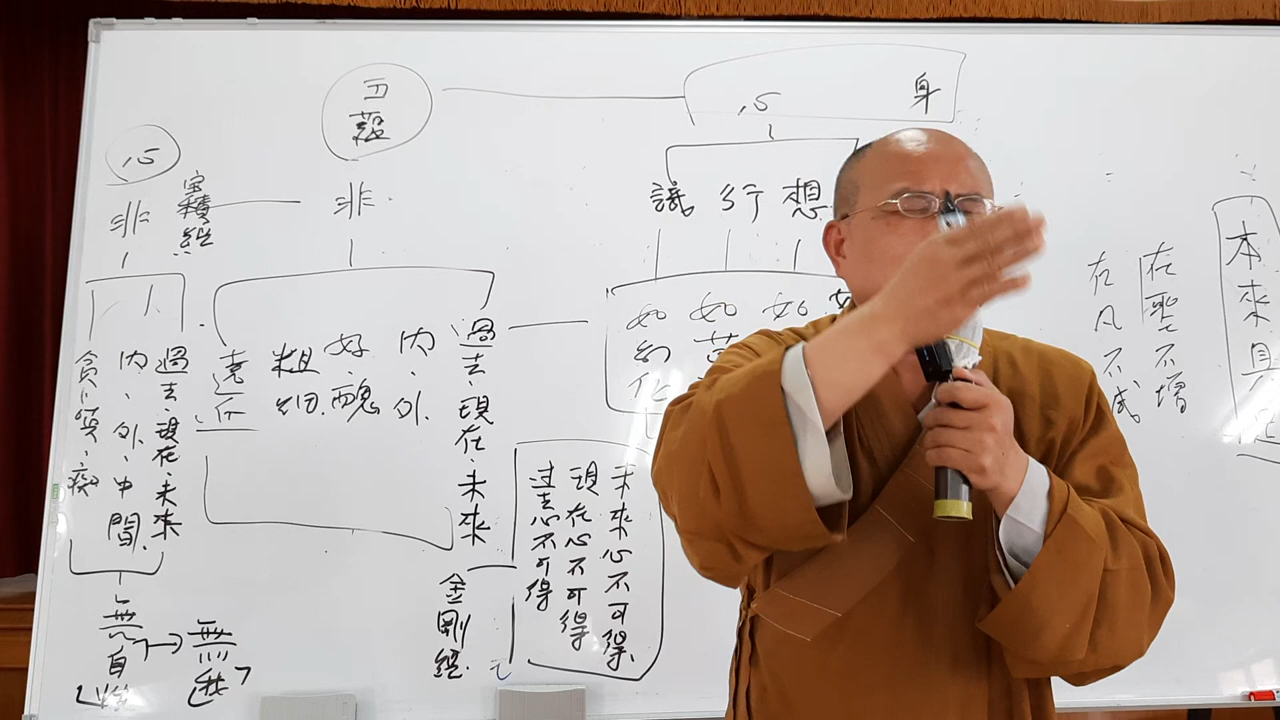 本來具足
在聖不增
在凡不
身
心
想
行
識
如
如
如幻化
五蘊
非
寶積經
過去、現在、未來
內、外
好、醜
粗細
遠近
未來心不可得
現在心不可得
过去心不可得
金剛經
心
非
過去、現在、未來
內、外、中間
貪、嗔、痴
無自性
無我